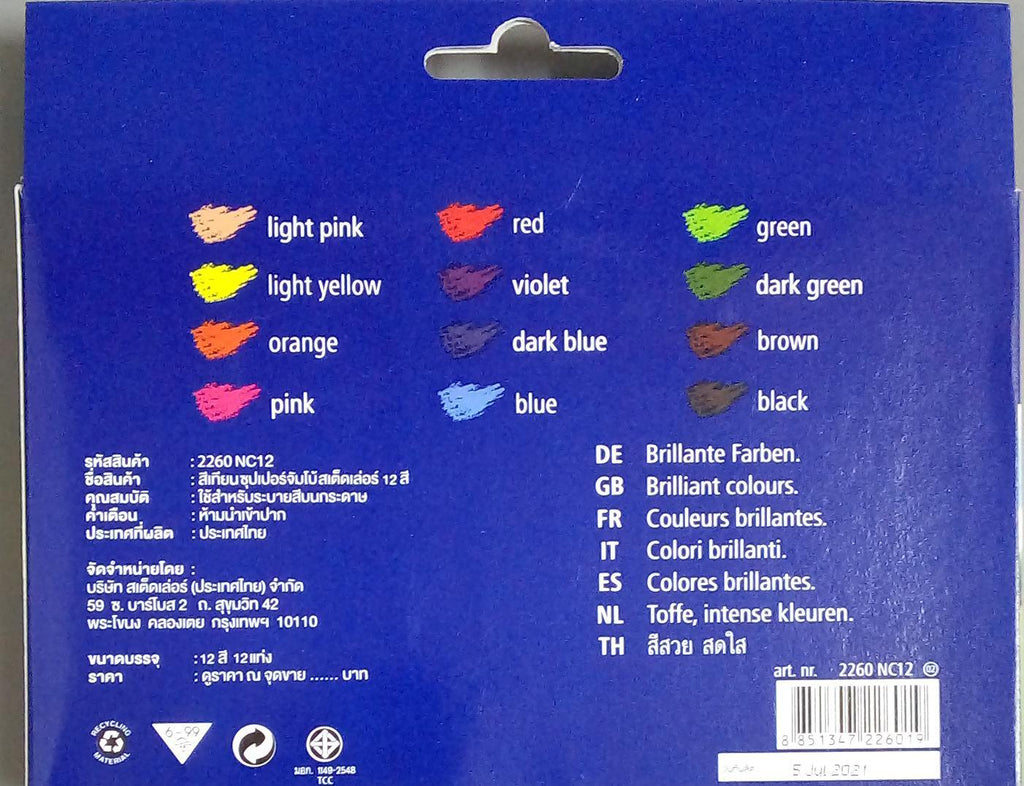 light pink
red
green
light yellow
violet
dark green
orange
dark blue
brown
pink
blue
black
รหัสสินค้า : 2260 NC12
ชื่อสินค้า : สีเทียนซุปเปอร์จัมโบ้สเต็ดเล่อร์ 12 สี
คุณสมบัติ : ใช้สำหรับระบายสีบนกระดาษ
คำเตือน : ห้ามนำเข้าปาก
ประเทศที่ผลิต : ประเทศไทย
จัดจำหน่ายโดย :
บริษัท สเต็ดเล่อร์ (ประเทศไทย) จำกัด
59 ซ. บาร์โบส 2 ถ. สุขุมวิท 42
พระโขนง คลองเตย กรุงเทพฯ 10110
ขนาดบรรจุ : 12 สี 12 แท่ง
ราคา : ดูราคา ณ จุดขาย ...... บาท
DE Brillante Farben.
GB Brilliant colours.
FR Couleurs brillantes.
IT Colori brillanti.
ES Colores brillantes.
NL Toffe, intense kleuren.
TH สีสวย สดใส
art. nr. 2260 NC12 02
8 851347 226019
5 Jul 2021
RECYCLING MATERIAL
6 - 99
มอก. 1149-2548
TCC